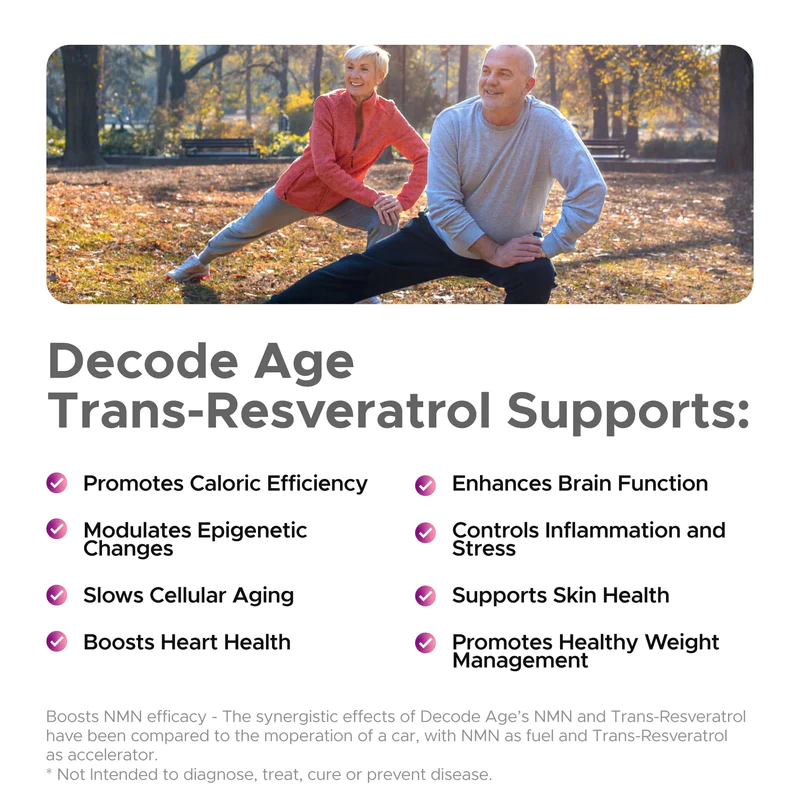 Decode Age
Trans-Resveratrol Supports:
Promotes Caloric Efficiency
Modulates Epigenetic
Changes
Slows Cellular Aging
Boosts Heart Health
Enhances Brain Function
Controls Inflammation and
Stress
Supports Skin Health
Promotes Healthy Weight
Management
Boosts NMN efficacy - The synergistic effects of Decode Age's NMN and Trans-Resveratrol
have been compared to the moperation of a car, with NMN as fuel and Trans-Resveratrol
as accelerator.
* Not Intended to diagnose, treat, cure or prevent disease.